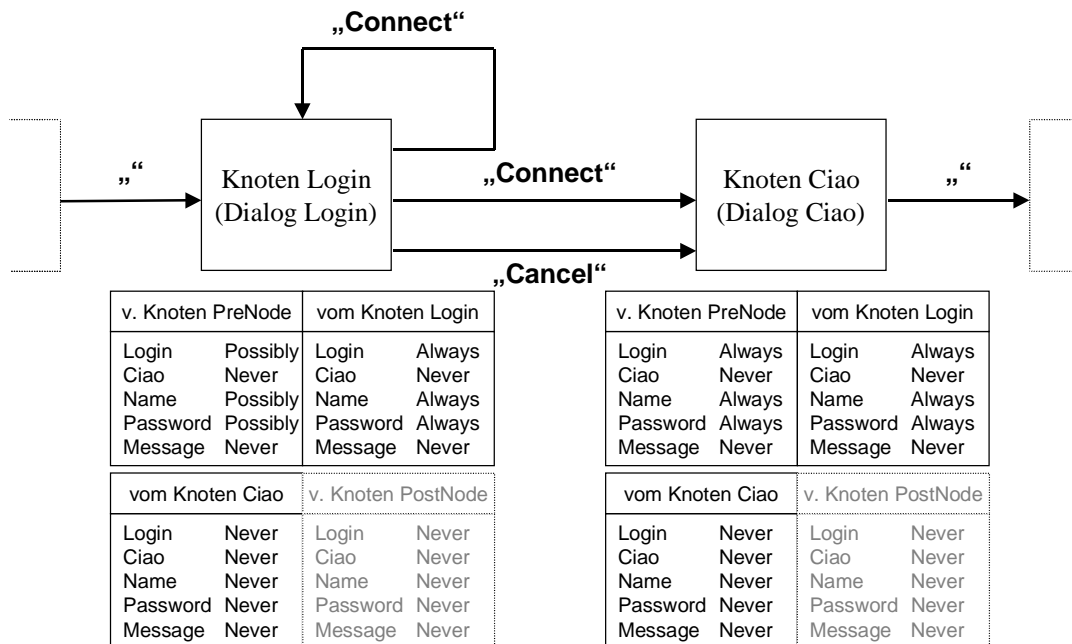 „Connect“
„“
Knoten Login
(Dialog Login)
„Connect“
Knoten Ciao
(Dialog Ciao)
„“
„Cancel“
v. Knoten PreNode vom Knoten Login
Login Possibly Login Always
Ciao Never Ciao Never
Name Possibly Name Always
Password Possibly Password Always
Message Never Message Never
vom Knoten Ciao v. Knoten PostNode
Login Never Login Never
Ciao Never Ciao Never
Name Never Name Never
Password Never Password Never
Message Never Message Never
v. Knoten PreNode vom Knoten Login
Login Always Login Always
Ciao Never Ciao Never
Name Always Name Always
Password Always Password Always
Message Never Message Never
vom Knoten Ciao v. Knoten PostNode
Login Never Login Never
Ciao Never Ciao Never
Name Never Name Never
Password Never Password Never
Message Never Message Never